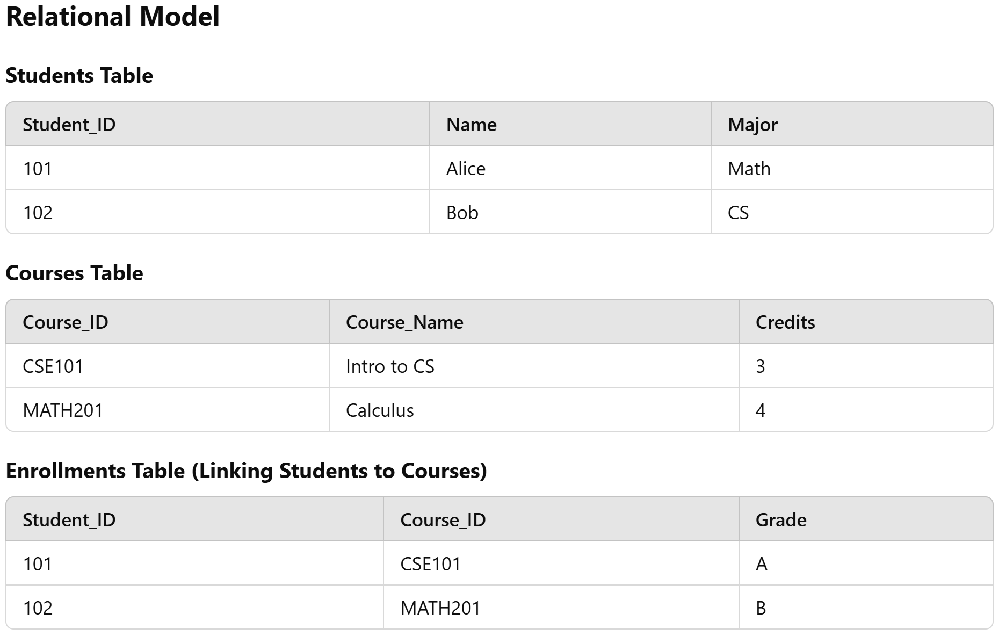 Relational Model
Students Table
Student_ID Name Major
101 Alice Math
102 Bob CS
Courses Table
Course_ID Course_Name Credits
CSE101 Intro to CS 3
MATH201 Calculus 4
Enrollments Table (Linking Students to Courses)
Student_ID Course_ID Grade
101 CSE101 A
102 MATH201 B